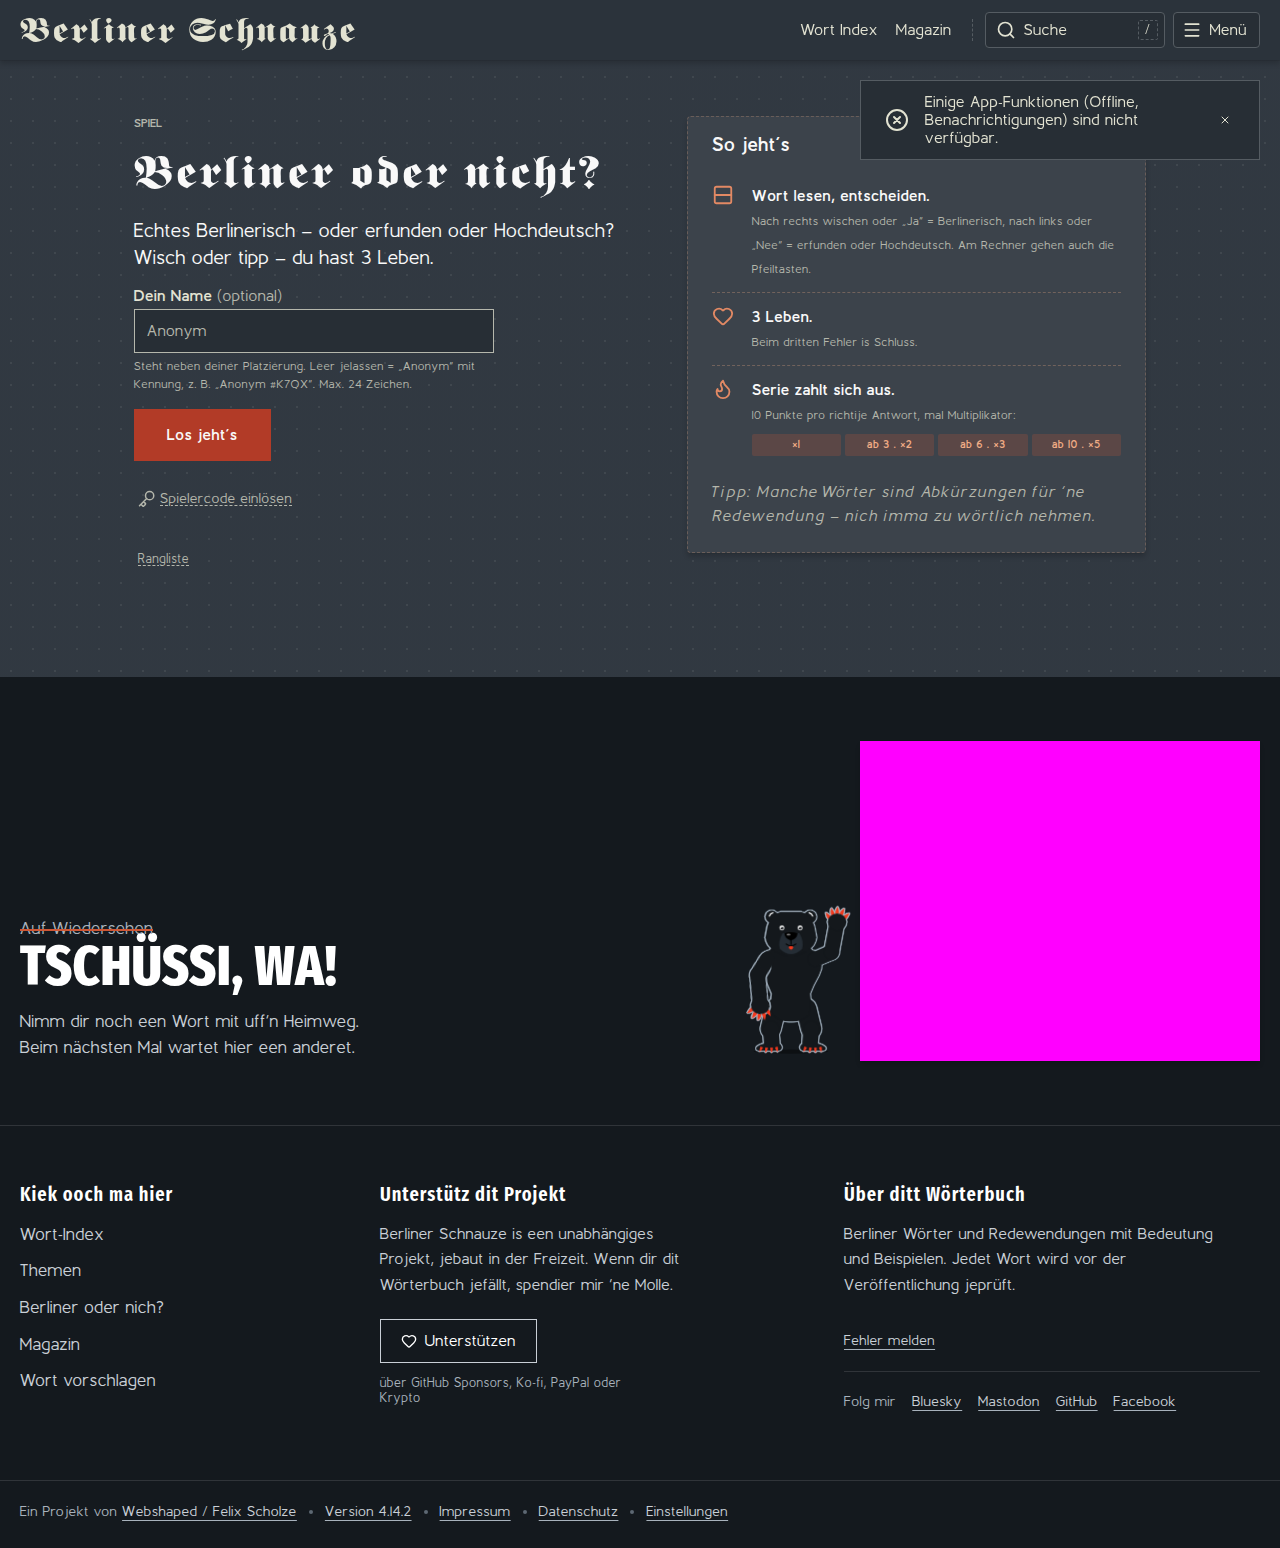 Berliner Schnauze
Wort Index
Magazin
Suche
/
Menü
Einige App-Funktionen (Offline,
Benachrichtigungen) sind nicht
verfügbar.
SPIEL
Berliner oder nicht?
Echtes Berlinerisch – oder erfunden oder Hochdeutsch?
Wisch oder tipp – du hast 3 Leben.
Dein Name (optional)
Anonym
Steht neben deiner Platzierung. Leer jelassen = „Anonym“ mit
Kennung, z. B. „Anonym #K7QX“. Max. 24 Zeichen.
Los jeht’s
Spielercode einlösen
Rangliste
So jeht’s
Wort lesen, entscheiden.
Nach rechts wischen oder „Ja“ = Berlinerisch, nach links oder
„Nee“ = erfunden oder Hochdeutsch. Am Rechner gehen auch die
Pfeiltasten.
3 Leben.
Beim dritten Fehler is Schluss.
Serie zahlt sich aus.
10 Punkte pro richtije Antwort, mal Multiplikator:
×1
ab 3 · ×2
ab 6 · ×3
ab 10 · ×5
Tipp: Manche Wörter sind Abkürzungen für ’ne
Redewendung – nich imma zu wörtlich nehmen.
Auf Wiedersehen
TSCHÜSSI, WA!
Nimm dir noch een Wort mit uff’n Heimweg.
Beim nächsten Mal wartet hier een anderet.
Kiek ooch ma hier
Wort-Index
Themen
Berliner oder nich?
Magazin
Wort vorschlagen
Unterstütz dit Projekt
Berliner Schnauze is een unabhängiges
Projekt, jebaut in der Freizeit. Wenn dir dit
Wörterbuch jefällt, spendier mir ’ne Molle.
Unterstützen
über GitHub Sponsors, Ko-fi, PayPal oder
Krypto
Über ditt Wörterbuch
Berliner Wörter und Redewendungen mit Bedeutung
und Beispielen. Jedet Wort wird vor der
Veröffentlichung jeprüft.
Fehler melden
Folg mir Bluesky Mastodon GitHub Facebook
Ein Projekt von Webshaped / Felix Scholze • Version 4.14.2 • Impressum • Datenschutz • Einstellungen